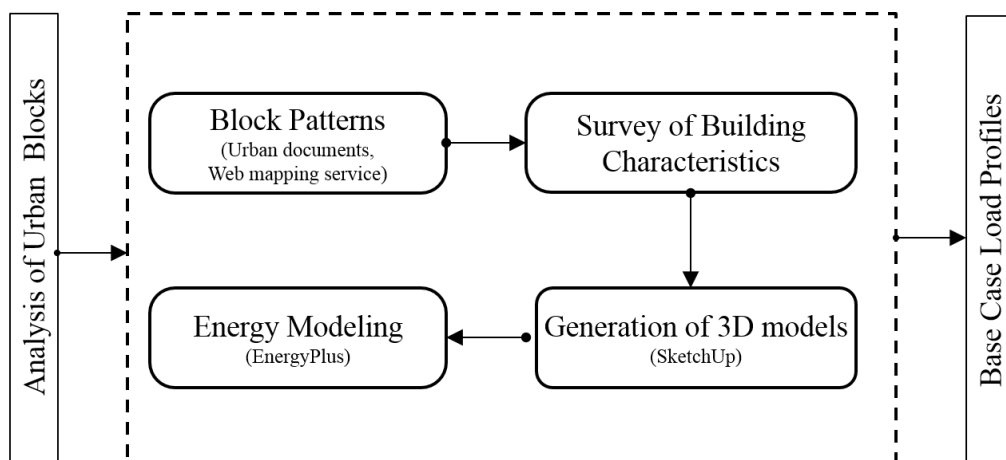 Analysis of Urban Blocks
Block Patterns
(Urban documents,
Web mapping service)
Survey of Building
Characteristics
Energy Modeling
(EnergyPlus)
Generation of 3D models
(SketchUp)
Base Case Load Profiles